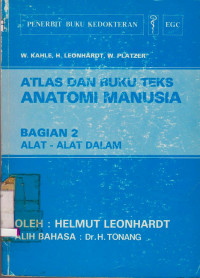 PENERBIT BUKU KEDOKTERAN EGC
W. KAHLE, H. LEONHARDT, W. PLATZER
ATLAS DAN BUKU TEKS
ANATOMI MANUSIA
BAGIAN 2
ALAT - ALAT DALAM
OLEH : HELMUT LEONHARDT
ALIH BAHASA : Dr. H. TONANG